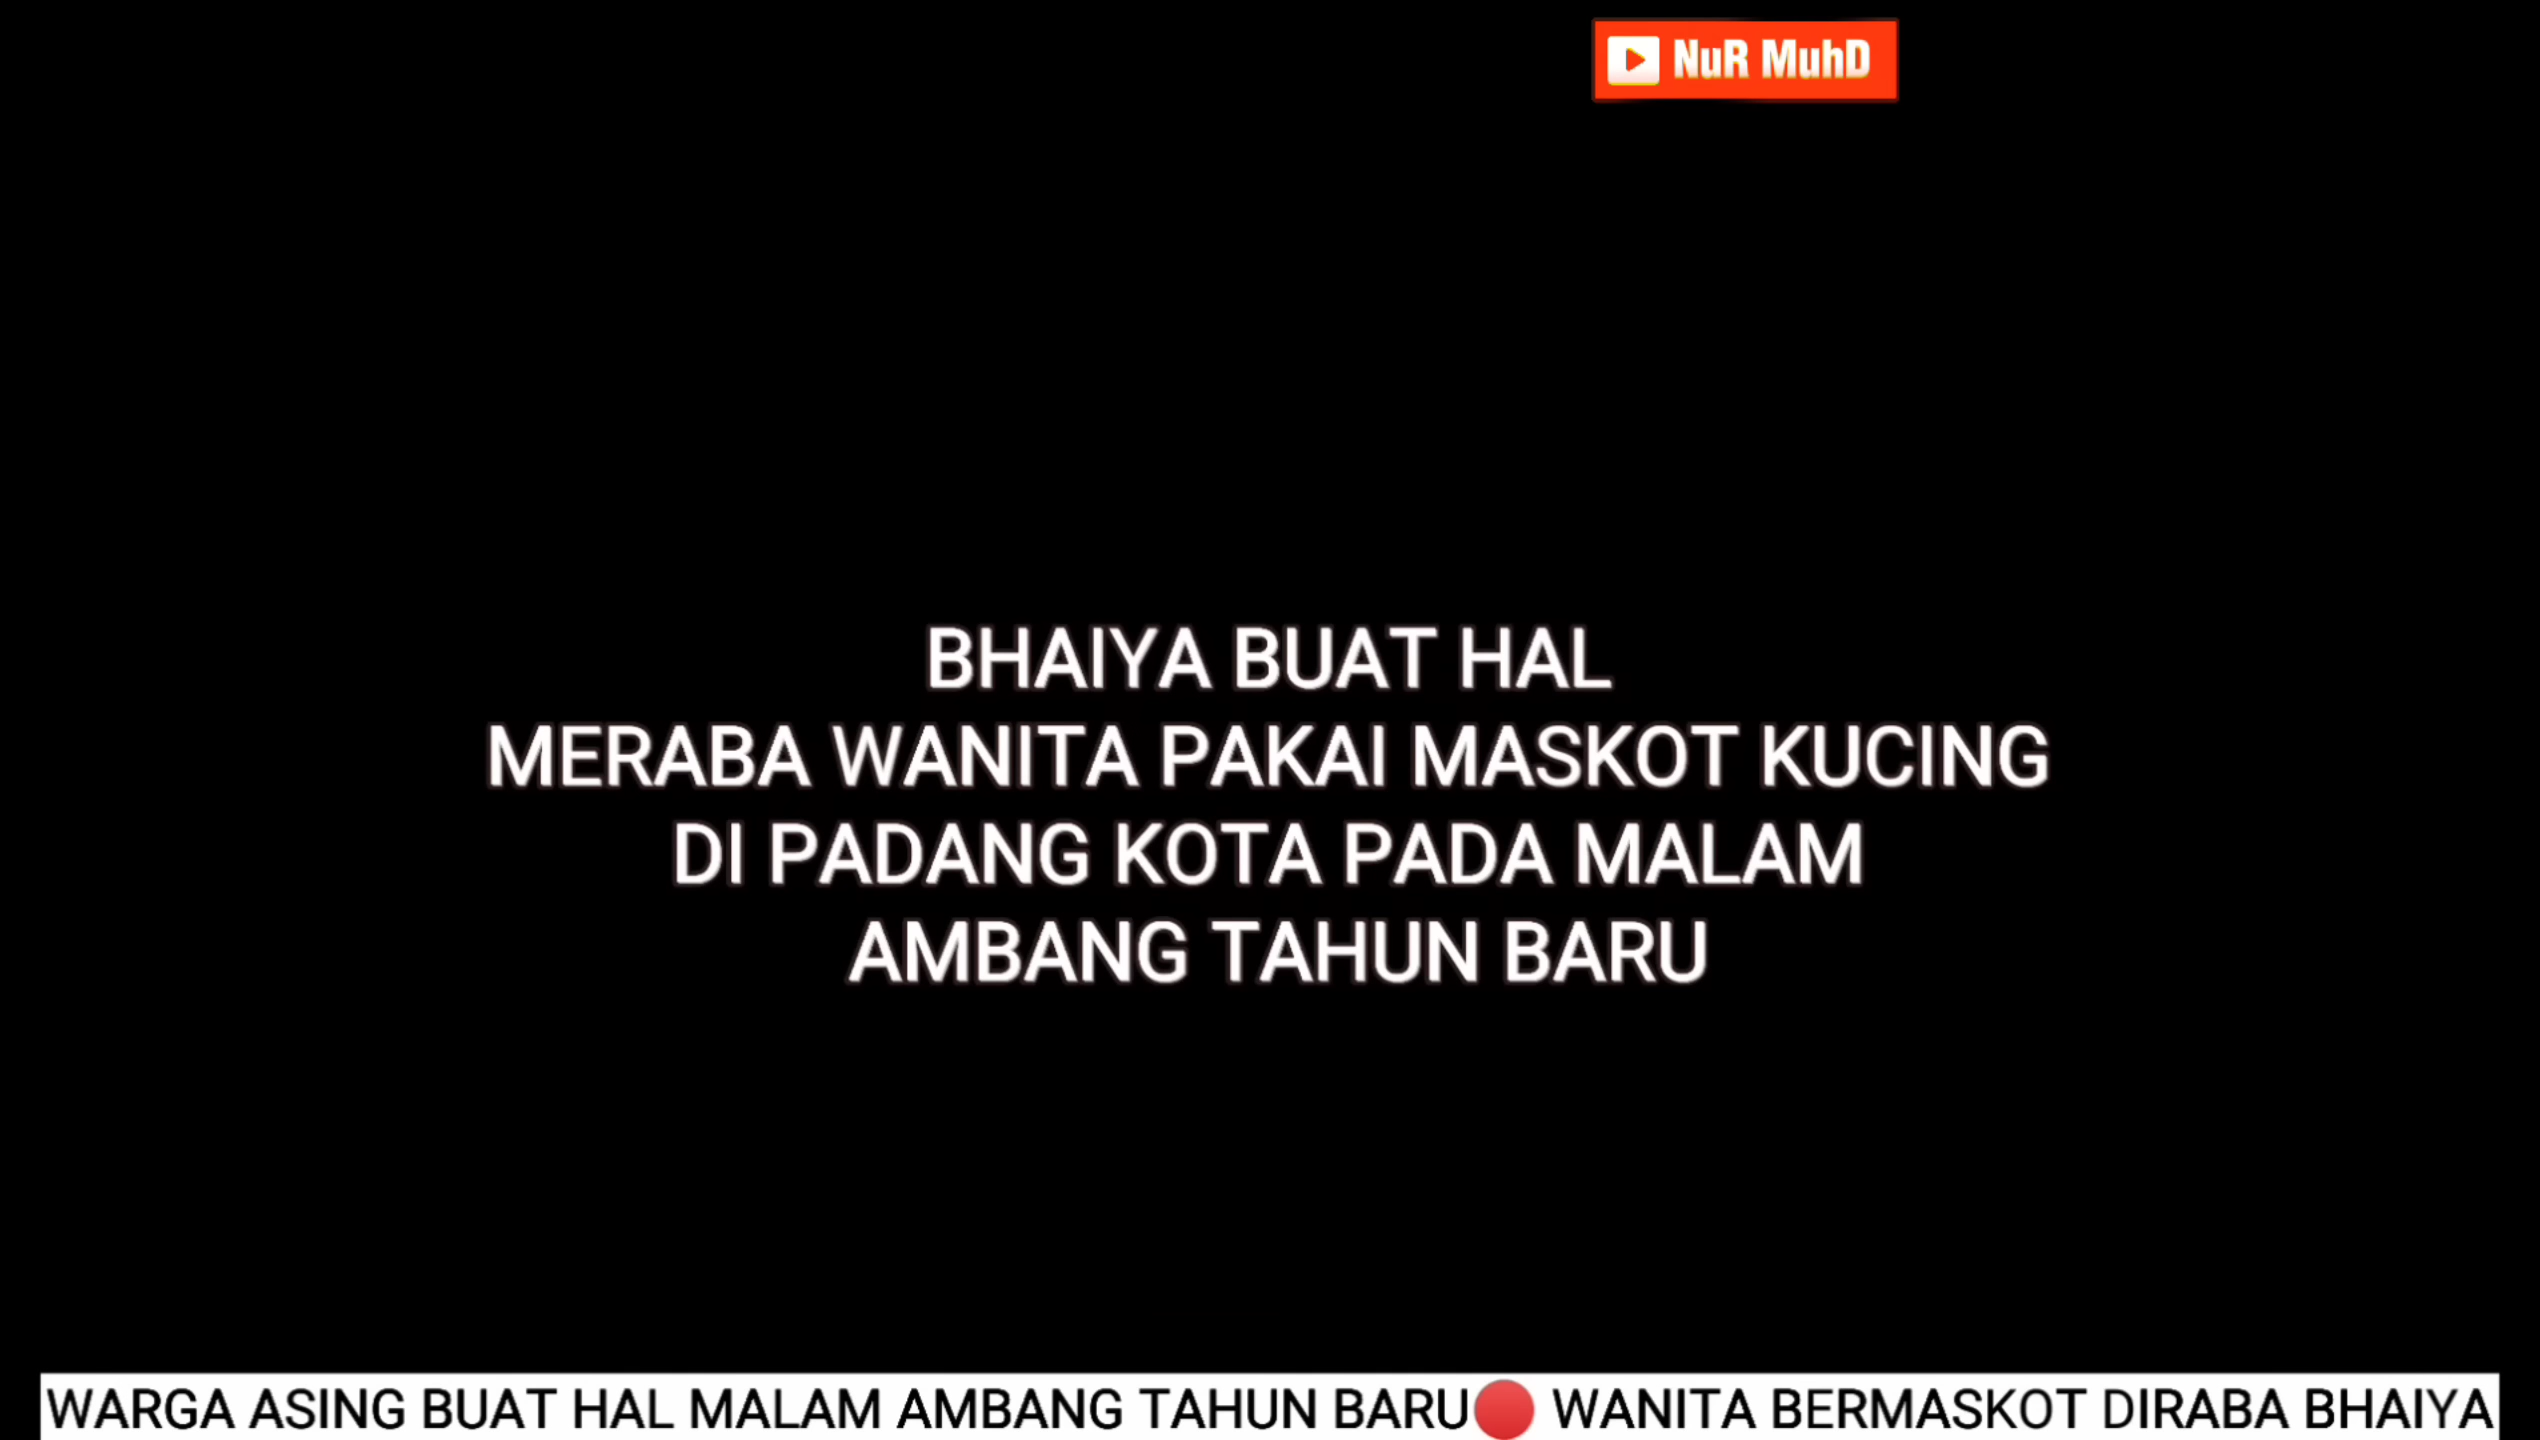 NuR MuhD
BHAIYA BUAT HAL
MERABA WANITA PAKAI MASKOT KUCING
DI PADANG KOTA PADA MALAM
AMBANG TAHUN BARU
WARGA ASING BUAT HAL MALAM AMBANG TAHUN BARU🔴 WANITA BERMASKOT DIRABA BHAIYA